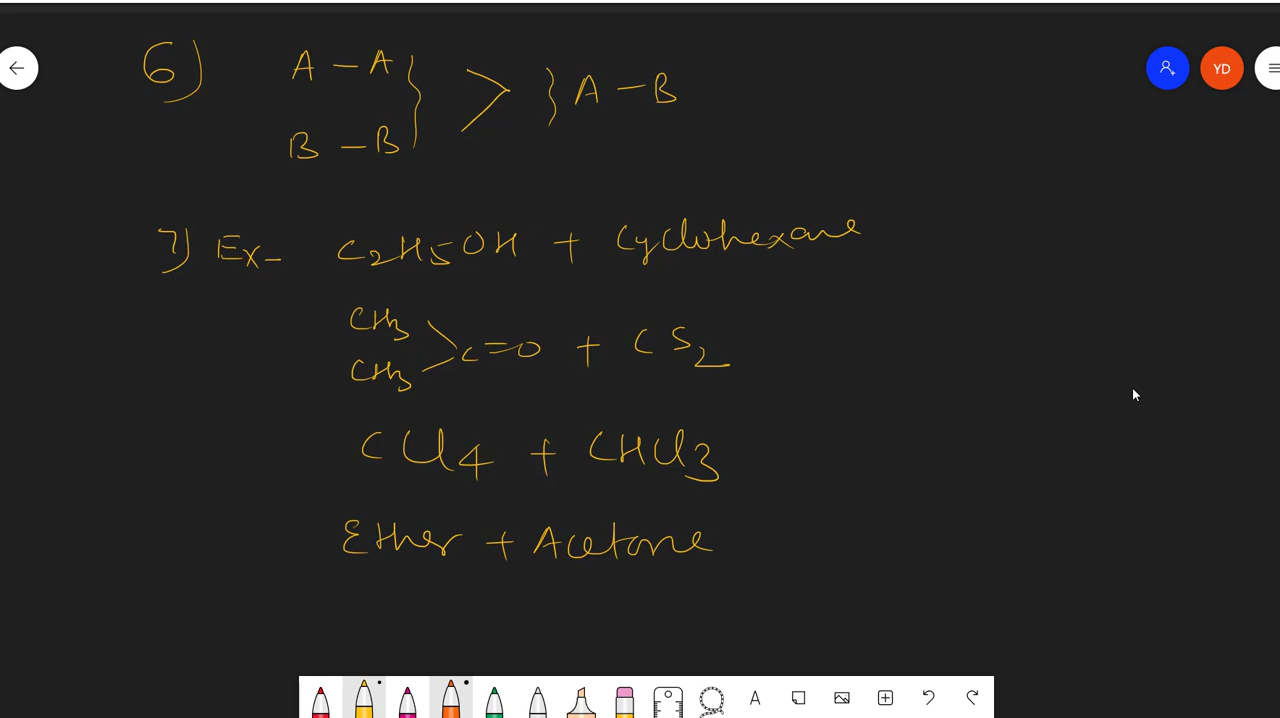 6) A - A } > } A - B
B - B
YD
7) Ex- C2H5OH + Cyclohexane
CH3
CH3 > C=O + CS2
CCl4 + CHCl3
Ether + Acetone
A